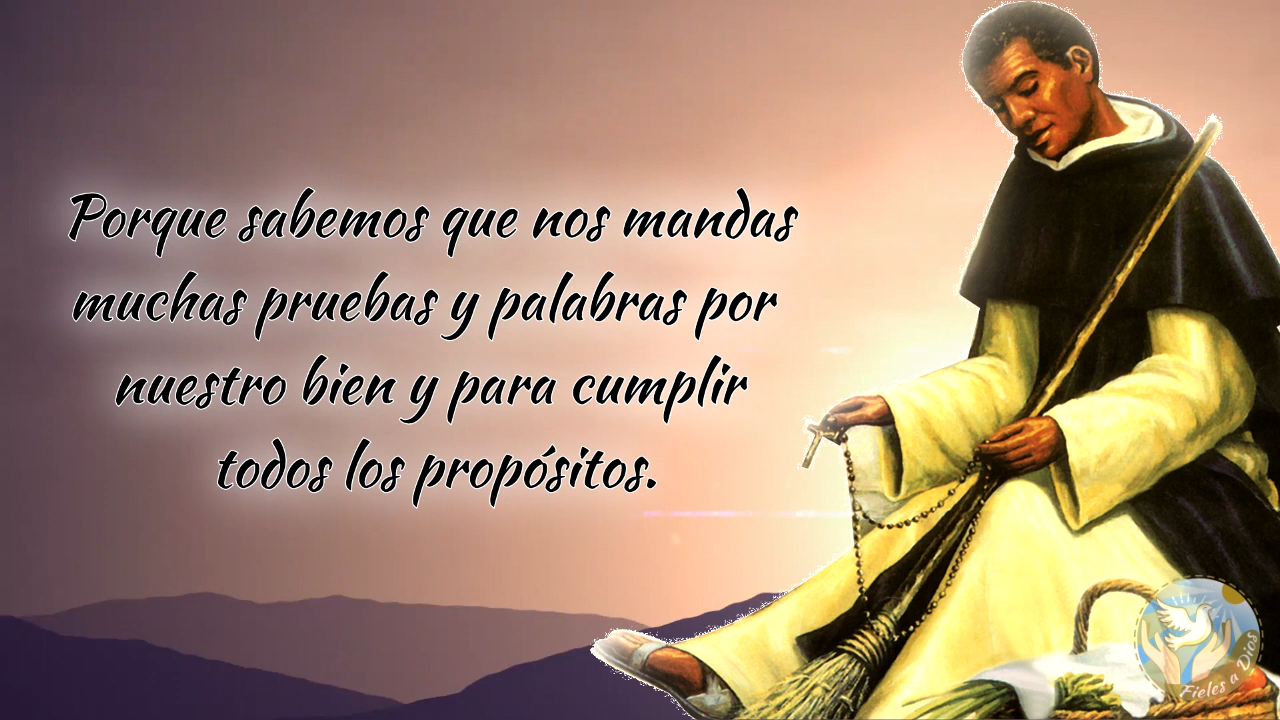 Porque sabemos que nos mandas
muchas pruebas y palabras por
nuestro bien y para cumplir
todos los propósitos.
Fieles a Dios